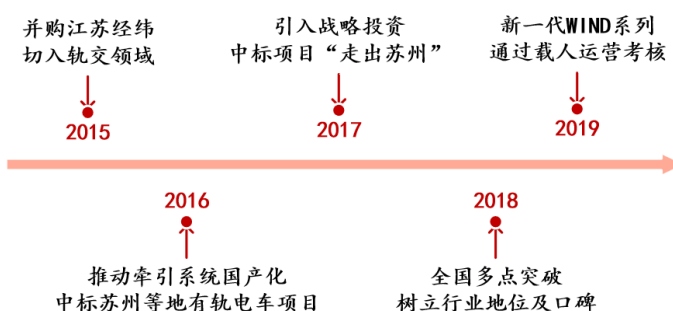 并购江苏经纬
切入轨交领域
2015
引入战略投资
中标项目“走出苏州”
2017
新一代WIND系列
通过载人运营考核
2019
2016
推动牵引系统国产化
中标苏州等地有轨电车项目
2018
全国多点突破
树立行业地位及口碑